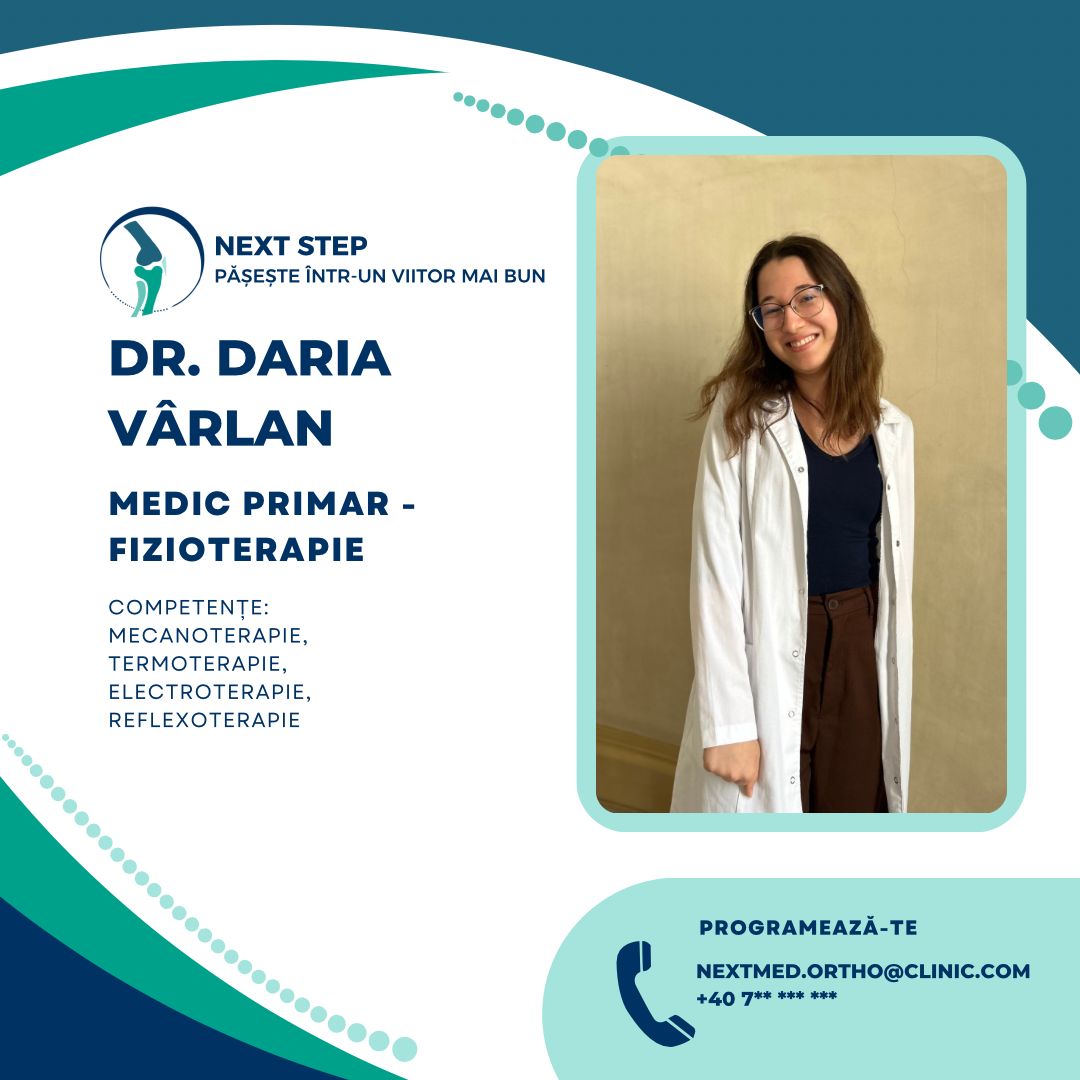 NEXT STEP
PĂȘEȘTE ÎNTR-UN VIITOR MAI BUN
DR. DARIA
VÂRLAN
MEDIC PRIMAR -
FIZIOTERAPIE
COMPETENȚE:
MECANOTERAPIE,
TERMOTERAPIE,
ELECTROTERAPIE,
REFLEXOTERAPIE
PROGRAMEAZĂ-TE
NEXTMED.ORTHO@CLINIC.COM
+40 7** *** ***